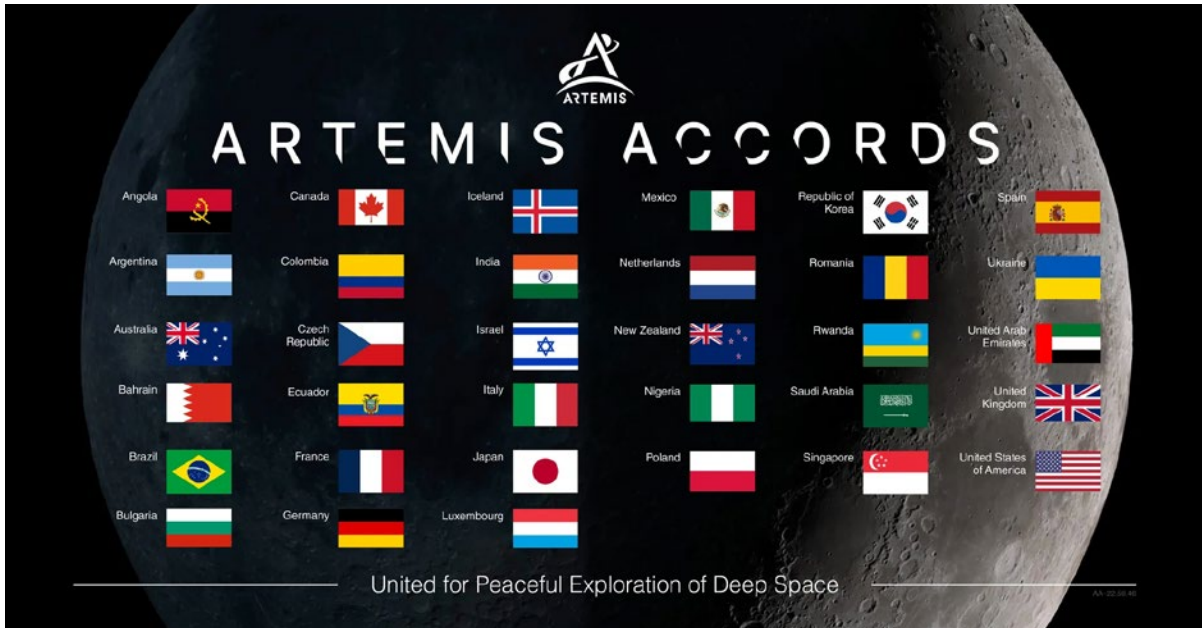 ARTEMIS
ARTEMIS ACCORDS
Angola
Argentina
Australia
Bahrain
Brazil
Bulgaria
Canada
Colombia
Czech
Republic
Ecuador
France
Germany
Iceland
India
Israel
Italy
Japan
Luxembourg
Mexico
Netherlands
New Zealand
Nigeria
Poland
Republic of
Korea
Romania
Rwanda
Saudi Arabia
Singapore
Spain
Ukraine
United Arab
Emirates
United
Kingdom
United States
of America
United for Peaceful Exploration of Deep Space